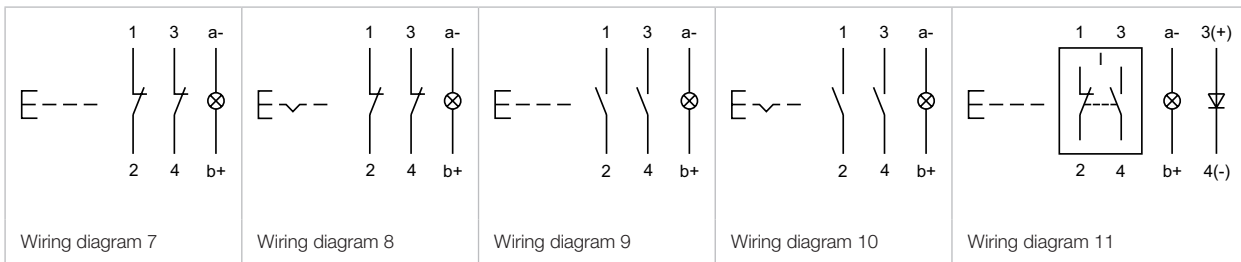 1 3 a-
2 4 b+
Wiring diagram 7
1 3 a-
2 4 b+
Wiring diagram 8
1 3 a-
2 4 b+
Wiring diagram 9
1 3 a-
2 4 b+
Wiring diagram 10
1 3 a- 3(+)
2 4 b+ 4(-)
Wiring diagram 11